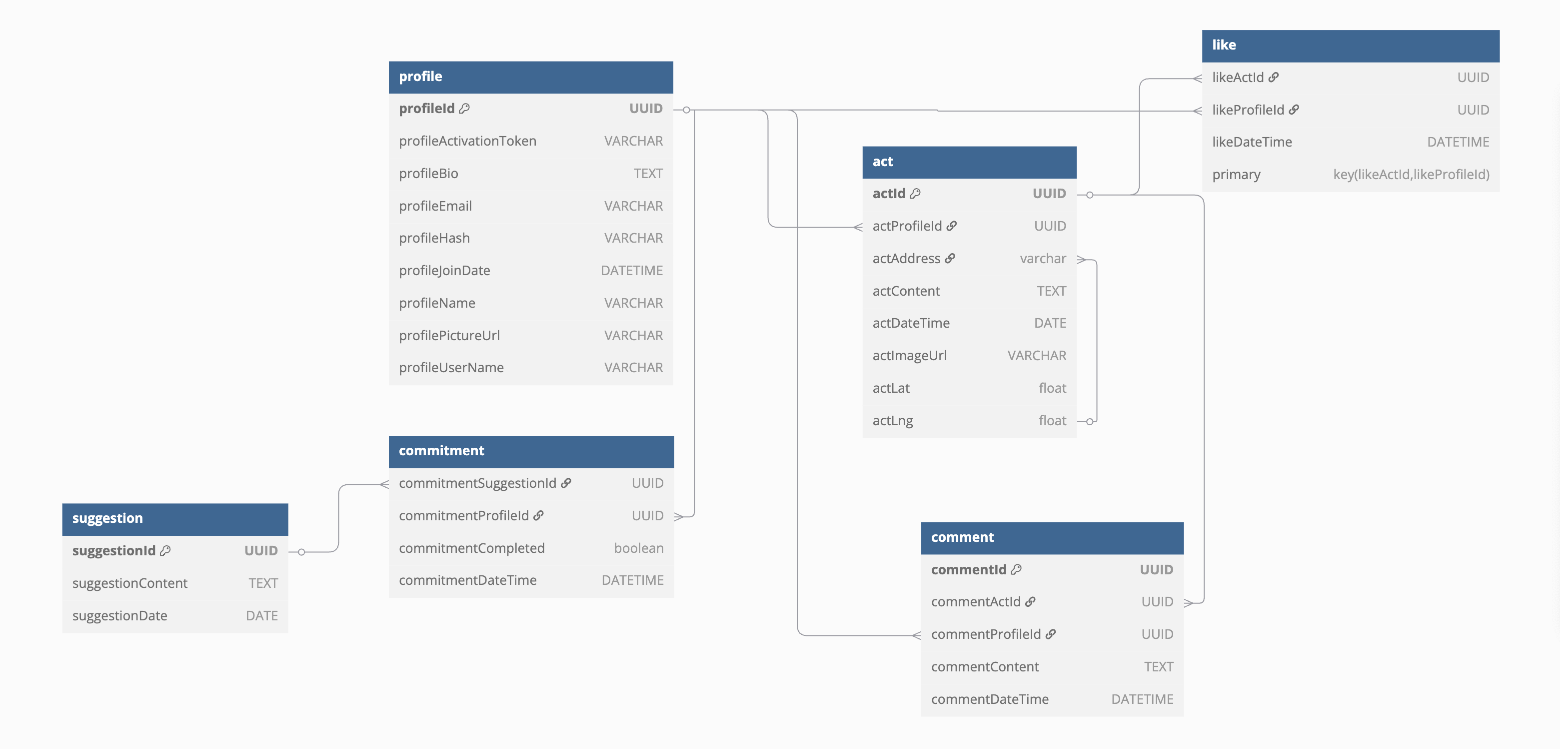 profile
profileId UUID
profileActivationToken VARCHAR
profileBio TEXT
profileEmail VARCHAR
profileHash VARCHAR
profileJoinDate DATETIME
profileName VARCHAR
profilePictureUrl VARCHAR
profileUserName VARCHAR
like
likeActId UUID
likeProfileId UUID
likeDateTime DATETIME
primary key(likeActId,likeProfileId)
act
actId UUID
actProfileId UUID
actAddress varchar
actContent TEXT
actDateTime DATE
actImageUrl VARCHAR
actLat float
actLng float
commitment
commitmentSuggestionId UUID
commitmentProfileId UUID
commitmentCompleted boolean
commitmentDateTime DATETIME
suggestion
suggestionId UUID
suggestionContent TEXT
suggestionDate DATE
comment
commentId UUID
commentActId UUID
commentProfileId UUID
commentContent TEXT
commentDateTime DATETIME